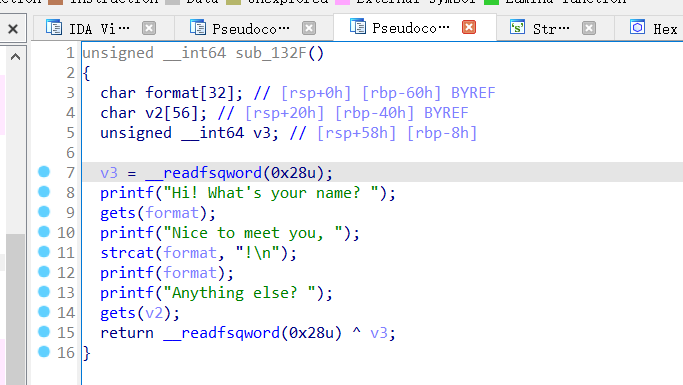 Instruction Data Unexplored External symbol Lumina function
IDA Vi··· Pseudoco··· Pseudoco··· Str··· Hex
1 unsigned __int64 sub_132F()
2 {
3 char format[32]; // [rsp+0h] [rbp-60h] BYREF
4 char v2[56]; // [rsp+20h] [rbp-40h] BYREF
5 unsigned __int64 v3; // [rsp+58h] [rbp-8h]
6
7 v3 = __readfsqword(0x28u);
8 printf("Hi! What's your name? ");
9 gets(format);
10 printf("Nice to meet you, ");
11 strcat(format, "!\n");
12 printf(format);
13 printf("Anything else? ");
14 gets(v2);
15 return __readfsqword(0x28u) ^ v3;
16 }